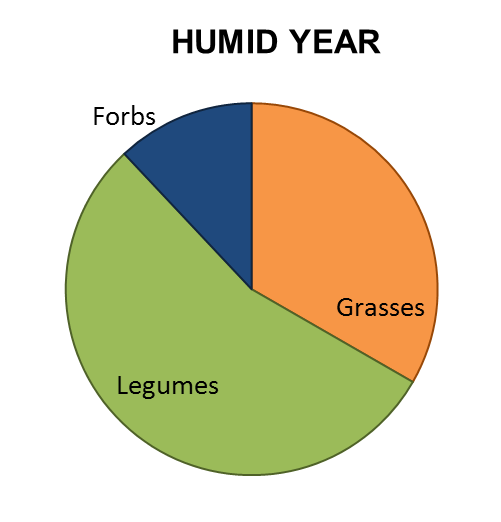 HUMID YEAR
Forbs
Grasses
Legumes